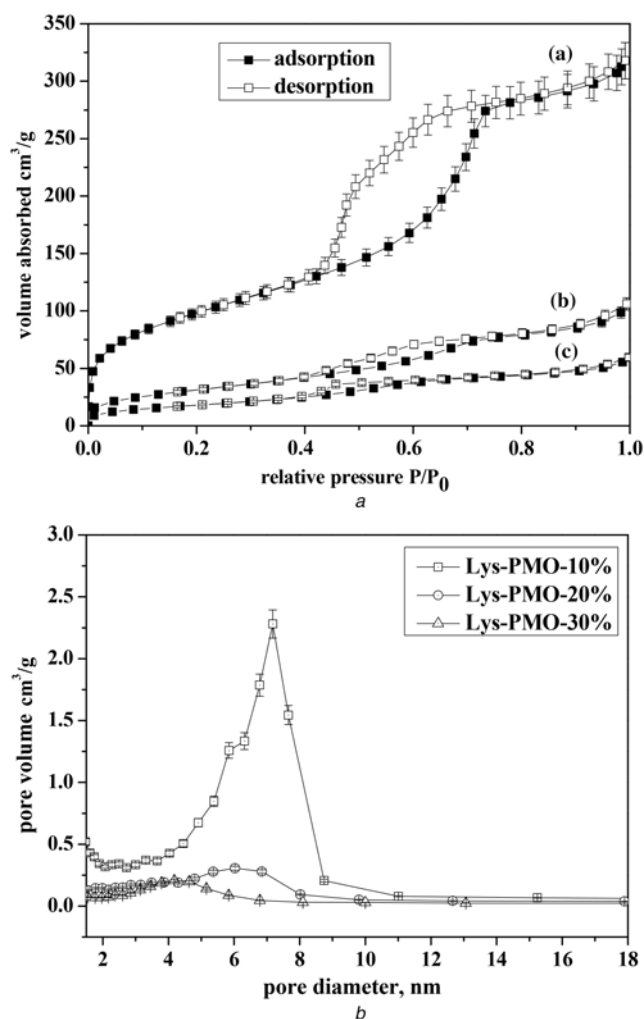 350
300
250
200
150
100
50
0
volume absorbed cm³/g
adsorption
desorption
(a)
(b)
(c)
0.0 0.2 0.4 0.6 0.8 1.0
relative pressure P/P₀
a
3.0
2.5
2.0
1.5
1.0
0.5
0.0
pore volume cm³/g
Lys-PMO-10%
Lys-PMO-20%
Lys-PMO-30%
2 4 6 8 10 12 14 16 18
pore diameter, nm
b